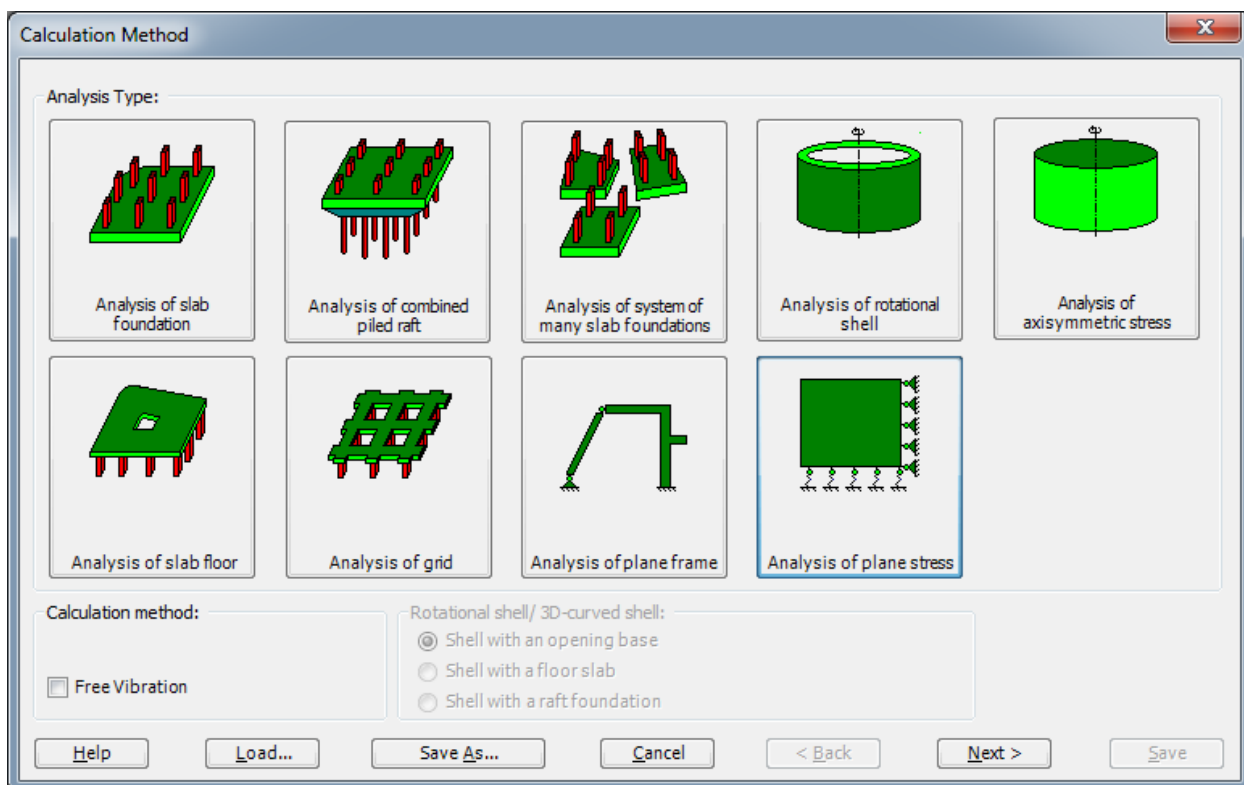 Calculation Method
Analysis Type:
Analysis of slab
foundation
Analysis of combined
piled raft
Analysis of system of
many slab foundations
Analysis of rotational
shell
Analysis of
axisymmetric stress
Analysis of slab floor
Analysis of grid
Analysis of plane frame
Analysis of plane stress
Calculation method:
Free Vibration
Rotational shell/ 3D-curved shell:
Shell with an opening base
Shell with a floor slab
Shell with a raft foundation
Help
Load...
Save As...
Cancel
< Back
Next >
Save